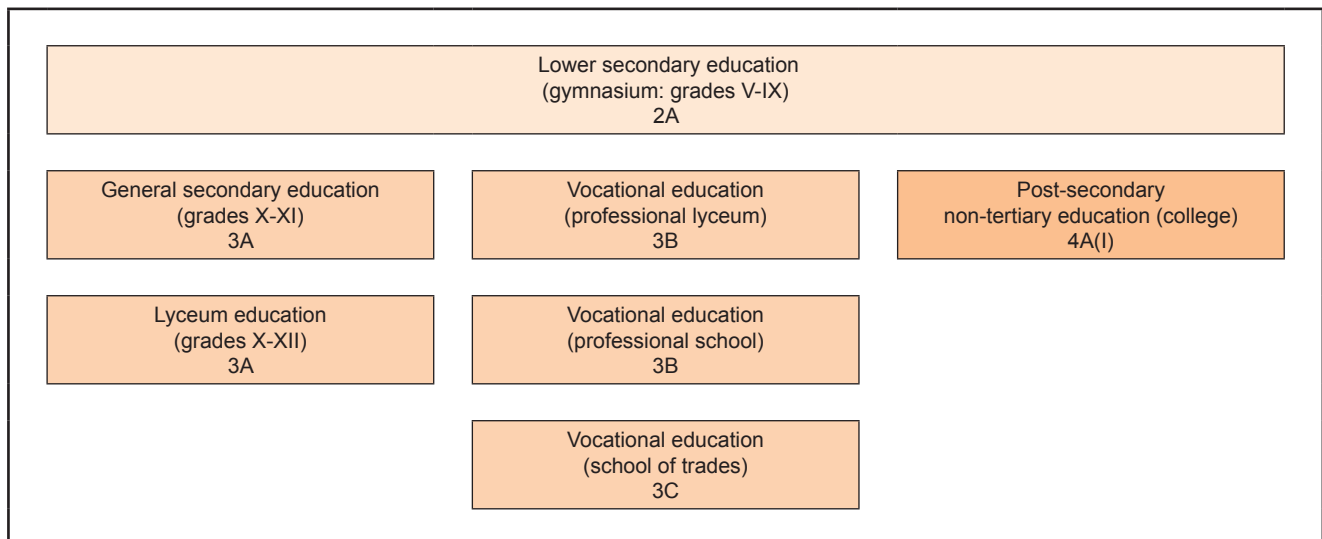 Lower secondary education
(gymnasium: grades V-IX)
2A
General secondary education
(grades X-XI)
3A
Vocational education
(professional lyceum)
3B
Post-secondary
non-tertiary education (college)
4A(I)
Lyceum education
(grades X-XII)
3A
Vocational education
(professional school)
3B
Vocational education
(school of trades)
3C